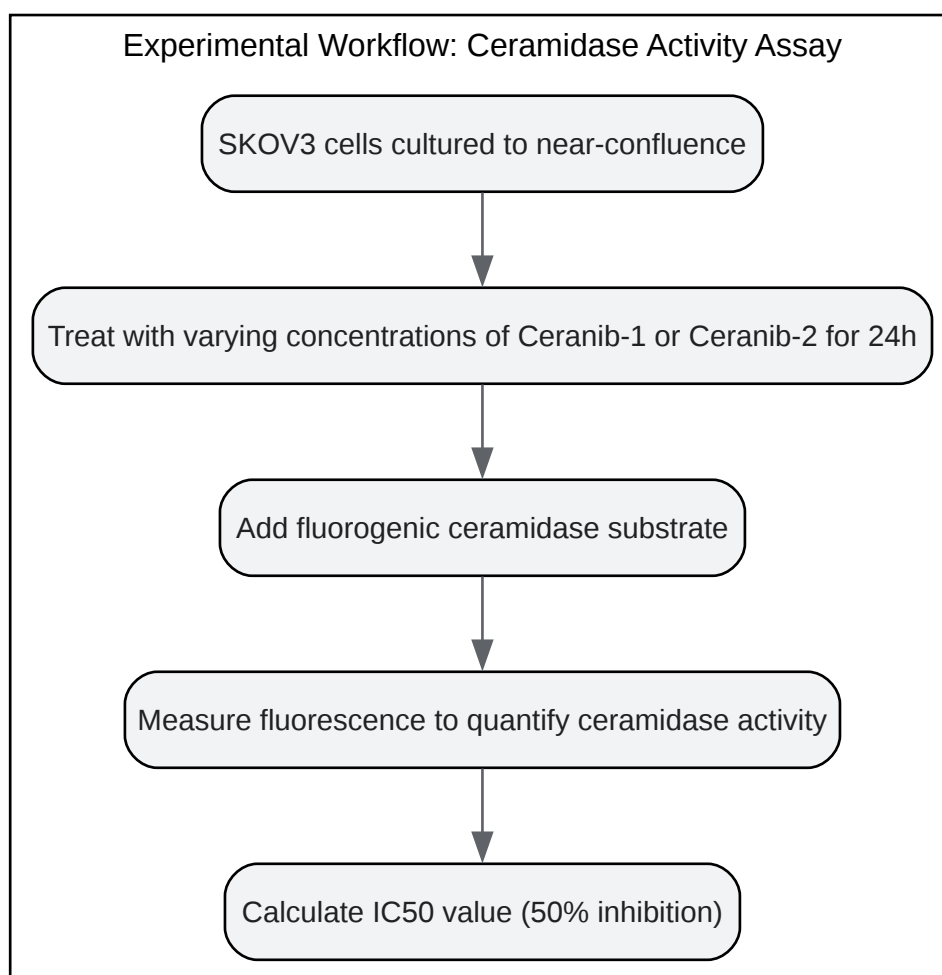 Experimental Workflow: Ceramidase Activity Assay
SKOV3 cells cultured to near-confluence
Treat with varying concentrations of Ceranib-1 or Ceranib-2 for 24h
Add fluorogenic ceramidase substrate
Measure fluorescence to quantify ceramidase activity
Calculate IC50 value (50% inhibition)